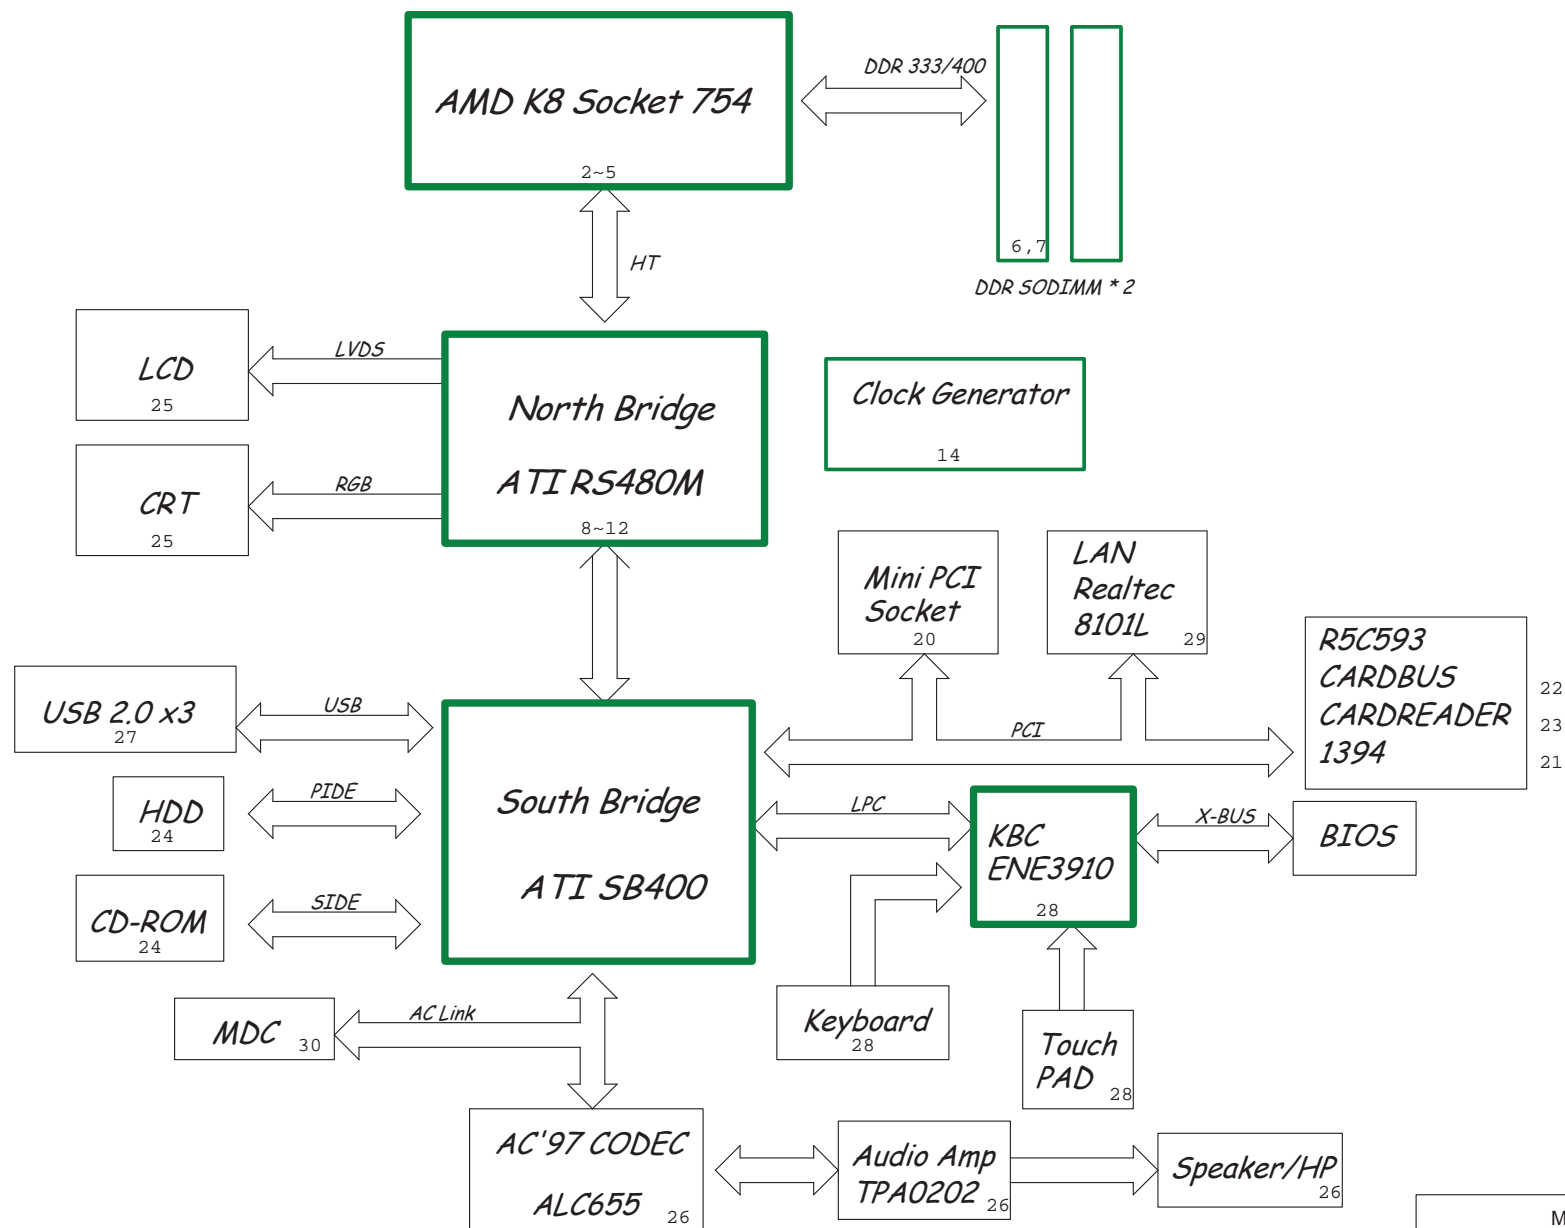 AMD K8 Socket 754
2~5
DDR 333/400
6,7
DDR SODIMM * 2
HT
LCD
25
LVDS
North Bridge
ATI RS480M
8~12
Clock Generator
14
CRT
25
RGB
Mini PCI
Socket
20
LAN
Realtec
8101L
29
R5C593
CARDBUS
CARDREADER
1394
22
23
21
USB 2.0 x3
27
USB
PCI
HDD
24
PIDE
South Bridge
ATI SB400
LPC
KBC
ENE3910
28
X-BUS
BIOS
CD-ROM
24
SIDE
MDC
30
AC Link
Keyboard
28
Touch
PAD
28
AC'97 CODEC
ALC655
26
Audio Amp
TPA0202
26
Speaker/HP
26
M